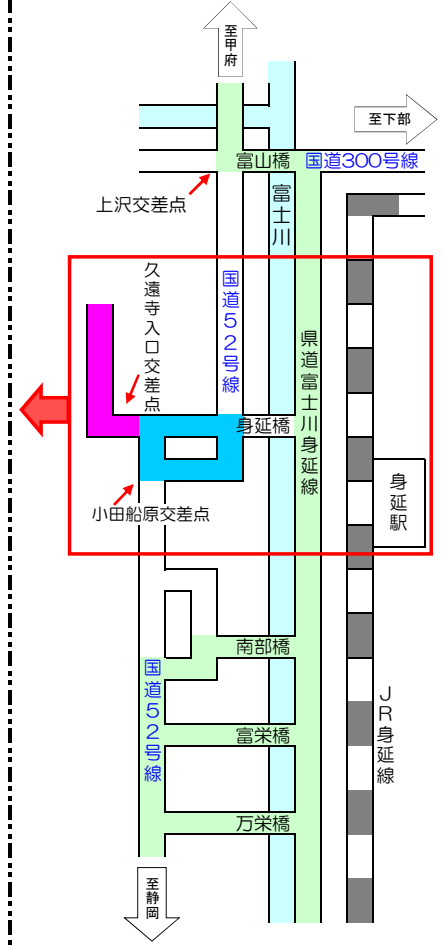 至甲府
至下部
富山橋
国道300号線
上沢交差点
富士川
久遠寺入口交差点
国道52号線
県道富士川身延線
身延橋
身延駅
小田船原交差点
南部橋
国道52号線
JR身延線
富栄橋
万栄橋
至静岡